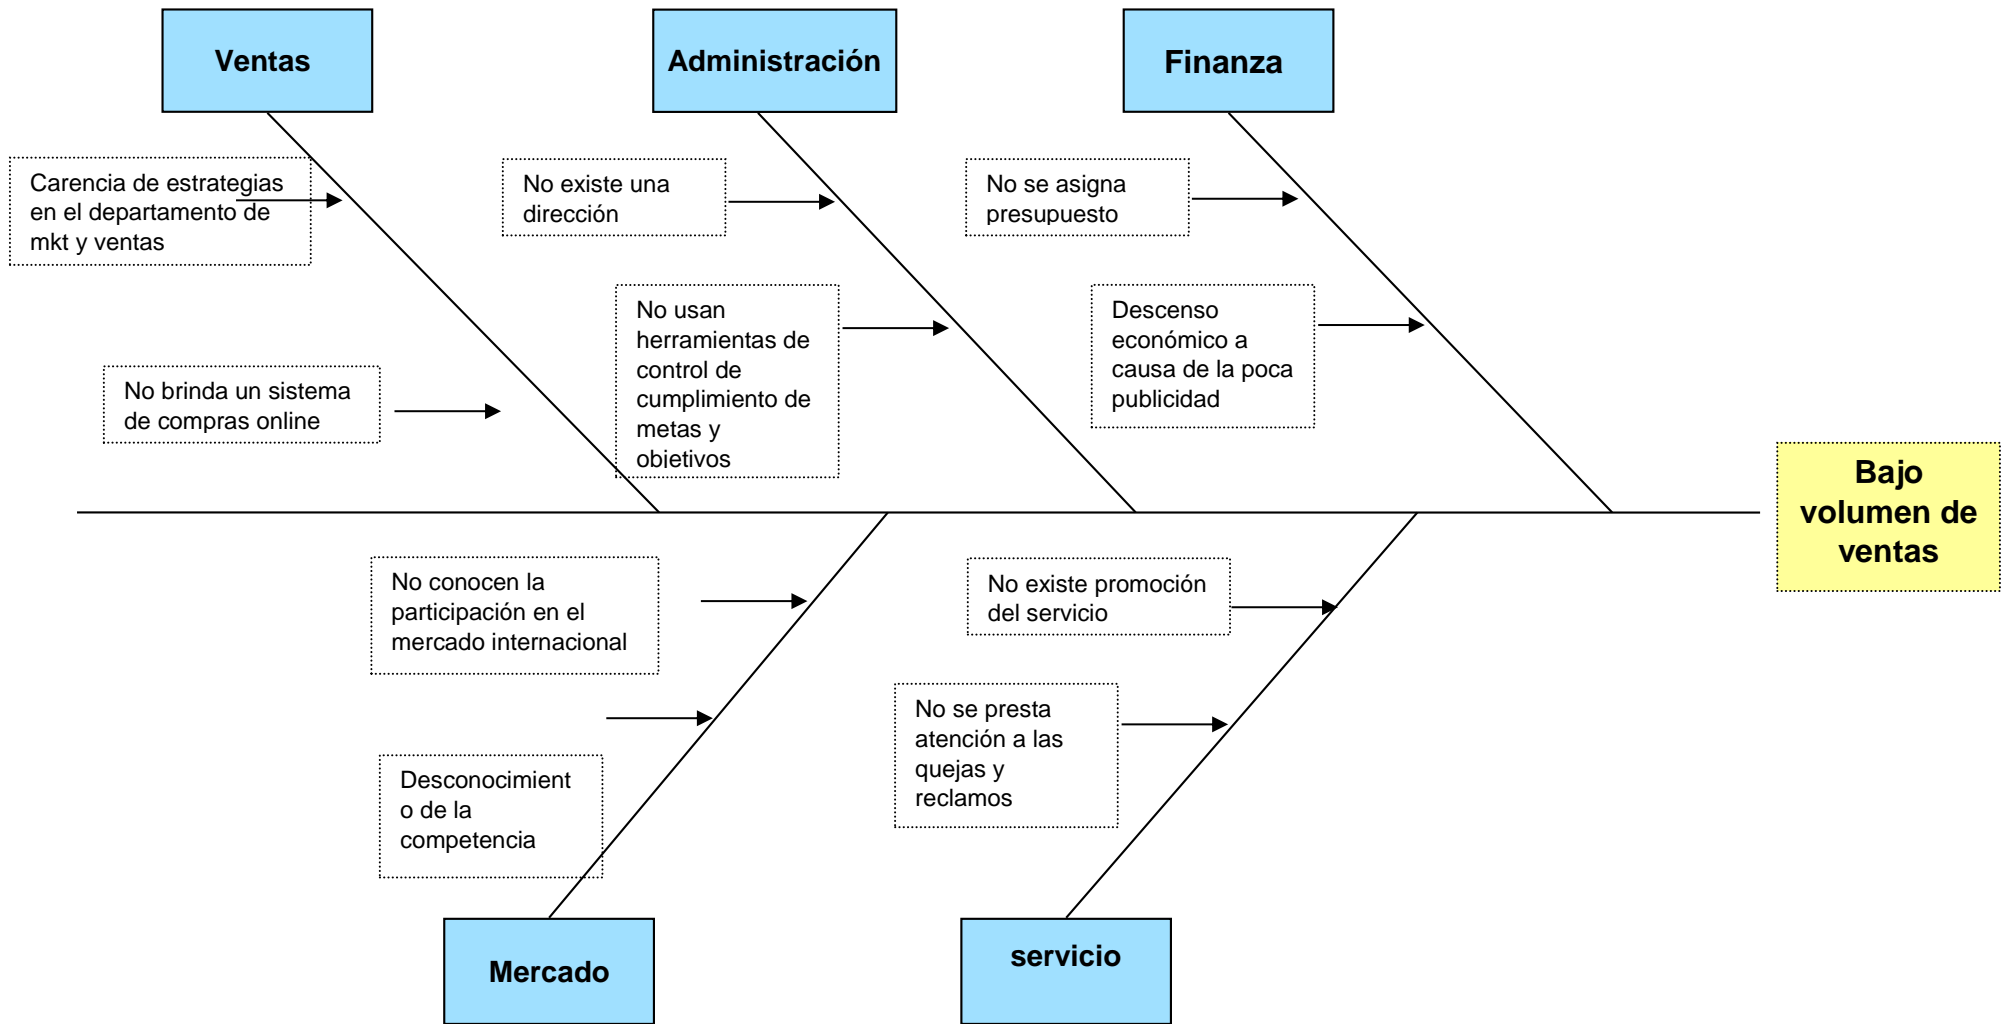 Ventas
Administración
Finanza
Carencia de estrategias
en el departamento de
mkt y ventas
No existe una
dirección
No se asigna
presupuesto
No brinda un sistema
de compras online
No usan
herramientas de
control de
cumplimiento de
metas y
objetivos
Descenso
económico a
causa de la poca
publicidad
Bajo
volumen de
ventas
No conocen la
participación en el
mercado internacional
No existe promoción
del servicio
Desconocimient
o de la
competencia
No se presta
atención a las
quejas y
reclamos
Mercado
servicio